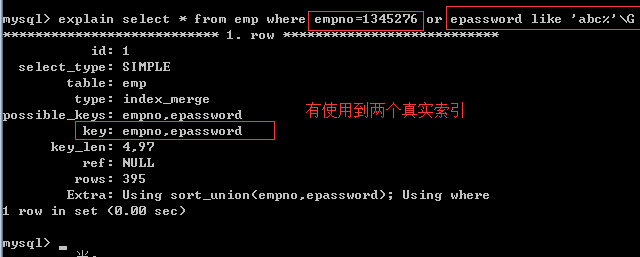 mysql> explain select * from emp where empno=1345276 or epassword like 'abc%'\G
*************************** 1. row ***************************
id: 1
select_type: SIMPLE
table: emp
type: index_merge
possible_keys: empno,epassword
有使用到两个真实索引
key: empno,epassword
key_len: 4,97
ref: NULL
rows: 395
Extra: Using sort_union(empno,epassword); Using where
1 row in set (0.00 sec)
mysql> _